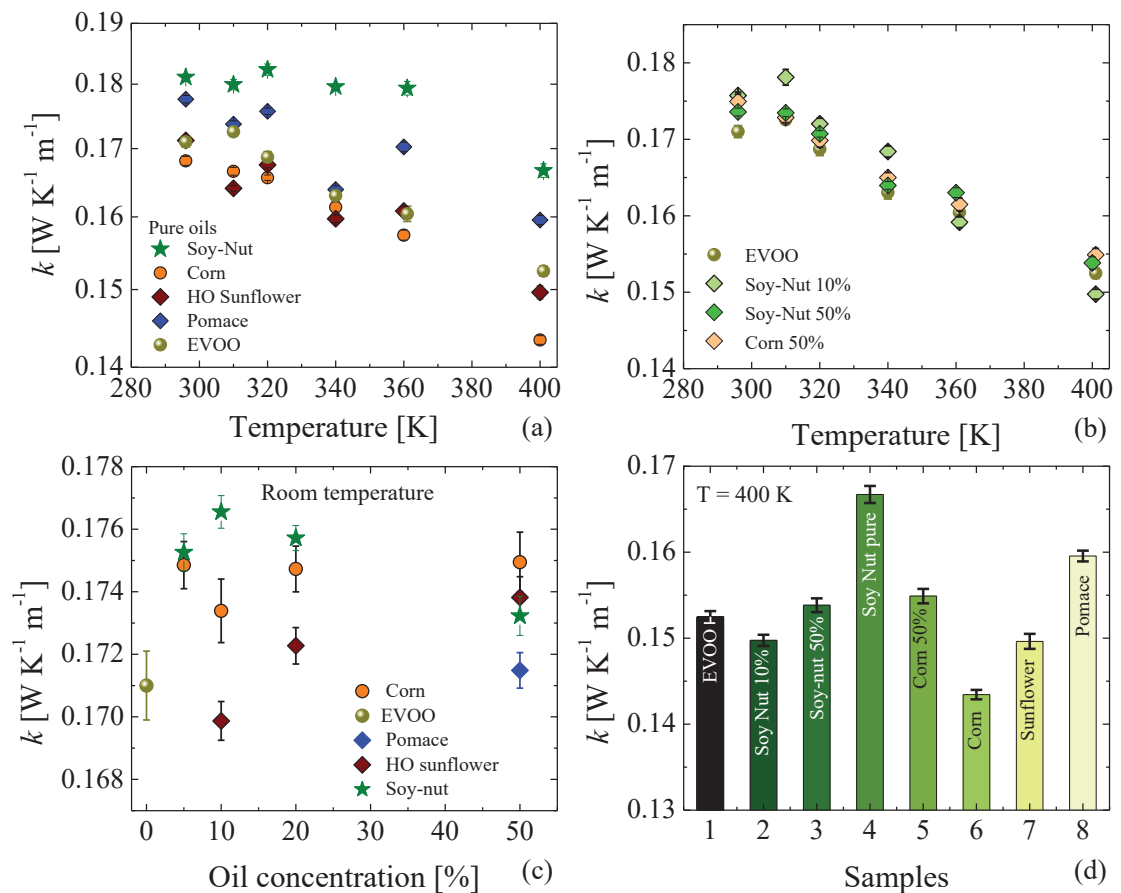 0.19
0.18
0.17
0.16
0.15
0.14
k [W K-1 m-1]
Pure oils
Soy-Nut
Corn
HO Sunflower
Pomace
EVOO
280 300 320 340 360 380 400
Temperature [K]
(a)
0.18
0.17
0.16
0.15
0.14
k [W K-1 m-1]
EVOO
Soy-Nut 10%
Soy-Nut 50%
Corn 50%
280 300 320 340 360 380 400
Temperature [K]
(b)
0.178
0.176
0.174
0.172
0.170
0.168
k [W K-1 m-1]
Room temperature
Corn
EVOO
Pomace
HO sunflower
Soy-nut
0 10 20 30 40 50
Oil concentration [%]
(c)
0.17
0.16
0.15
0.14
0.13
k [W K-1 m-1]
T = 400 K
EVOO
Soy Nut 10%
Soy-nut 50%
Soy Nut pure
Corn 50%
Corn
Sunflower
Pomace
1 2 3 4 5 6 7 8
Samples
(d)